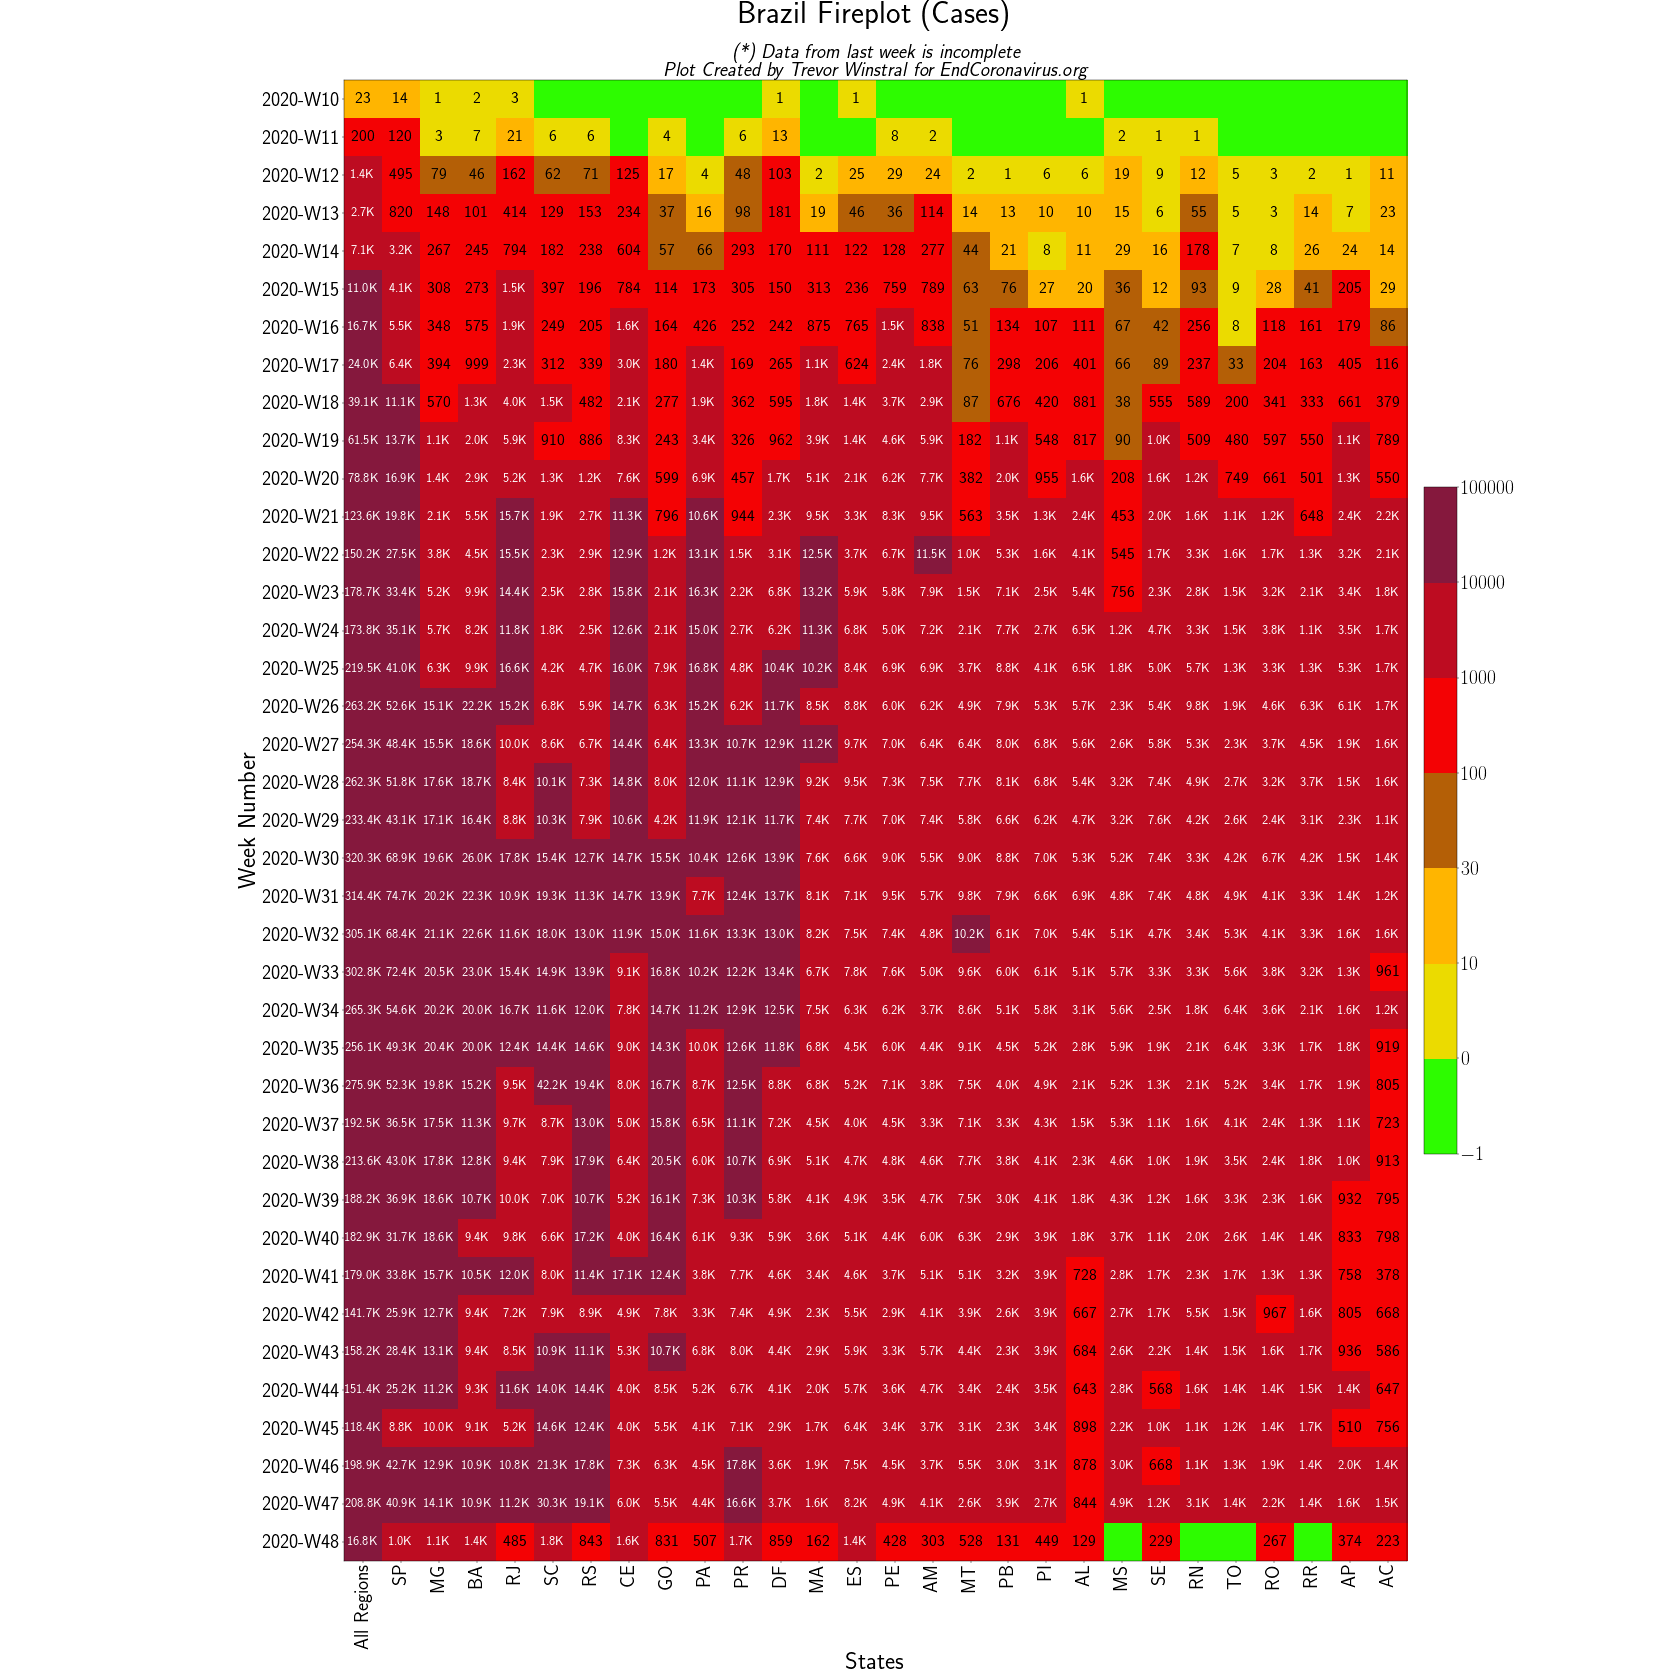 Brazil Fireplot (Cases)
(*) Data from last week is incomplete
Plot Created by Trevor Winstral for EndCoronavirus.org
2020-W10 23 14 1 2 3 1 1 1
2020-W11 200 120 3 7 21 6 6 4 6 13 8 2 2 1 1
2020-W12 1.4K 495 79 46 162 62 71 125 17 4 48 103 2 25 29 24 2 1 6 6 19 9 12 5 3 2 1 11
2020-W13 2.7K 820 148 101 414 129 153 234 37 16 98 181 19 46 36 114 14 13 10 10 15 6 55 5 3 14 7 23
2020-W14 7.1K 3.2K 267 245 794 182 238 604 57 66 293 170 111 122 128 277 44 21 8 11 29 16 178 7 8 26 24 14
2020-W15 11.0K 4.1K 308 273 1.5K 397 196 784 114 173 305 150 313 236 759 789 63 76 27 20 36 12 93 9 28 41 205 29
2020-W16 16.7K 5.5K 348 575 1.9K 249 205 1.6K 164 426 252 242 875 765 1.5K 838 51 134 107 111 67 42 256 8 118 161 179 86
2020-W17 24.0K 6.4K 394 999 2.3K 312 339 3.0K 180 1.4K 169 265 1.1K 624 2.4K 1.8K 76 298 206 401 66 89 237 33 204 163 405 116
2020-W18 39.1K 11.1K 570 1.3K 4.0K 1.5K 482 2.1K 277 1.9K 362 595 1.8K 1.4K 3.7K 2.9K 87 676 420 881 38 555 589 200 341 333 661 379
2020-W19 61.5K 13.7K 1.1K 2.0K 5.9K 910 886 8.3K 243 3.4K 326 962 3.9K 1.4K 4.6K 5.9K 182 1.1K 548 817 90 1.0K 509 480 597 550 1.1K 789
2020-W20 78.8K 16.9K 1.4K 2.9K 5.2K 1.3K 1.2K 7.6K 599 6.9K 457 1.7K 5.1K 2.1K 6.2K 7.7K 382 2.0K 955 1.6K 208 1.6K 1.2K 749 661 501 1.3K 550
2020-W21 123.6K 19.8K 2.1K 5.5K 15.7K 1.9K 2.7K 11.3K 796 10.6K 944 2.3K 9.5K 3.3K 8.3K 9.5K 563 3.5K 1.3K 2.4K 453 2.0K 1.6K 1.1K 1.2K 648 2.4K 2.2K
2020-W22 150.2K 27.5K 3.8K 4.5K 15.5K 2.3K 2.9K 12.9K 1.2K 13.1K 1.5K 3.1K 12.5K 3.7K 6.7K 11.5K 1.0K 5.3K 1.6K 4.1K 545 1.7K 3.3K 1.6K 1.7K 1.3K 3.2K 2.1K
2020-W23 178.7K 33.4K 5.2K 9.9K 14.4K 2.5K 2.8K 15.8K 2.1K 16.3K 2.2K 6.8K 13.2K 5.9K 5.8K 7.9K 1.5K 7.1K 2.5K 5.4K 756 2.3K 2.8K 1.5K 3.2K 2.1K 3.4K 1.8K
2020-W24 173.8K 35.1K 5.7K 8.2K 11.8K 1.8K 2.5K 12.6K 2.1K 15.0K 2.7K 6.2K 11.3K 6.8K 5.0K 7.2K 2.1K 7.7K 2.7K 6.5K 1.2K 4.7K 3.3K 1.5K 3.8K 1.1K 3.5K 1.7K
2020-W25 219.5K 41.0K 6.3K 9.9K 16.6K 4.2K 4.7K 16.0K 7.9K 16.8K 4.8K 10.4K 10.2K 8.4K 6.9K 6.9K 3.7K 8.8K 4.1K 6.5K 1.8K 5.0K 5.7K 1.3K 3.3K 1.3K 5.3K 1.7K
2020-W26 263.2K 52.6K 15.1K 22.2K 15.2K 6.8K 5.9K 14.7K 6.3K 15.2K 6.2K 11.7K 8.5K 8.8K 6.0K 6.2K 4.9K 7.9K 5.3K 5.7K 2.3K 5.4K 9.8K 1.9K 4.6K 6.3K 6.1K 1.7K
2020-W27 254.3K 48.4K 15.5K 18.6K 10.0K 8.6K 6.7K 14.4K 6.4K 13.3K 10.7K 12.9K 11.2K 9.7K 7.0K 6.4K 6.4K 8.0K 6.8K 5.6K 2.6K 5.8K 5.3K 2.3K 3.7K 4.5K 1.9K 1.6K
2020-W28 262.3K 51.8K 17.6K 18.7K 8.4K 10.1K 7.3K 14.8K 8.0K 12.0K 11.1K 12.9K 9.2K 9.5K 7.3K 7.5K 7.7K 8.1K 6.8K 5.4K 3.2K 7.4K 4.9K 2.7K 3.2K 3.7K 1.5K 1.6K
2020-W29 233.4K 43.1K 17.1K 16.4K 8.8K 10.3K 7.9K 10.6K 4.2K 11.9K 12.1K 11.7K 7.4K 7.7K 7.0K 7.4K 5.8K 6.6K 6.2K 4.7K 3.2K 7.6K 4.2K 2.6K 2.4K 3.1K 2.3K 1.1K
2020-W30 320.3K 68.9K 19.6K 26.0K 17.8K 15.4K 12.7K 14.7K 15.5K 10.4K 12.6K 13.9K 7.6K 6.6K 9.0K 5.5K 9.0K 8.8K 7.0K 5.3K 5.2K 7.4K 3.3K 4.2K 6.7K 4.2K 1.5K 1.4K
2020-W31 314.4K 74.7K 20.2K 22.3K 10.9K 19.3K 11.3K 14.7K 13.9K 7.7K 12.4K 13.7K 8.1K 7.1K 9.5K 5.7K 9.8K 7.9K 6.6K 6.9K 4.8K 7.4K 4.8K 4.9K 4.1K 3.3K 1.4K 1.2K
2020-W32 305.1K 68.4K 21.1K 22.6K 11.6K 18.0K 13.0K 11.9K 15.0K 11.6K 13.3K 13.0K 8.2K 7.5K 7.4K 4.8K 10.2K 6.1K 7.0K 5.4K 5.1K 4.7K 3.4K 5.3K 4.1K 3.3K 1.6K 1.6K
2020-W33 302.8K 72.4K 20.5K 23.0K 15.4K 14.9K 13.9K 9.1K 16.8K 10.2K 12.2K 13.4K 6.7K 7.8K 7.6K 5.0K 9.6K 6.0K 6.1K 5.1K 5.7K 3.3K 3.3K 5.6K 3.8K 3.2K 1.3K 961
2020-W34 265.3K 54.6K 20.2K 20.0K 16.7K 11.6K 12.0K 7.8K 14.7K 11.2K 12.9K 12.5K 7.5K 6.3K 6.2K 3.7K 8.6K 5.1K 5.8K 3.1K 5.6K 2.5K 1.8K 6.4K 3.6K 2.1K 1.6K 1.2K
2020-W35 256.1K 49.3K 20.4K 20.0K 12.4K 14.4K 14.6K 9.0K 14.3K 10.0K 12.6K 11.8K 6.8K 4.5K 6.0K 4.4K 9.1K 4.5K 5.2K 2.8K 5.9K 1.9K 2.1K 6.4K 3.3K 1.7K 1.8K 919
2020-W36 275.9K 52.3K 19.8K 15.2K 9.5K 42.2K 19.4K 8.0K 16.7K 8.7K 12.5K 8.8K 6.8K 5.2K 7.1K 3.8K 7.5K 4.0K 4.9K 2.1K 5.2K 1.3K 2.1K 5.2K 3.4K 1.7K 1.9K 805
2020-W37 192.5K 36.5K 17.5K 11.3K 9.7K 8.7K 13.0K 5.0K 15.8K 6.5K 11.1K 7.2K 4.5K 4.0K 4.5K 3.3K 7.1K 3.3K 4.3K 1.5K 5.3K 1.1K 1.6K 4.1K 2.4K 1.3K 1.1K 723
2020-W38 213.6K 43.0K 17.8K 12.8K 9.4K 7.9K 17.9K 6.4K 20.5K 6.0K 10.7K 6.9K 5.1K 4.7K 4.8K 4.6K 7.7K 3.8K 4.1K 2.3K 4.6K 1.0K 1.9K 3.5K 2.4K 1.8K 1.0K 913
2020-W39 188.2K 36.9K 18.6K 10.7K 10.0K 7.0K 10.7K 5.2K 16.1K 7.3K 10.3K 5.8K 4.1K 4.9K 3.5K 4.7K 7.5K 3.0K 4.1K 1.8K 4.3K 1.2K 1.6K 3.3K 2.3K 1.6K 932 795
2020-W40 182.9K 31.7K 18.6K 9.4K 9.8K 6.6K 17.2K 4.0K 16.4K 6.1K 9.3K 5.9K 3.6K 5.1K 4.4K 6.0K 6.3K 2.9K 3.9K 1.8K 3.7K 1.1K 2.0K 2.6K 1.4K 1.4K 833 798
2020-W41 179.0K 33.8K 15.7K 10.5K 12.0K 8.0K 11.4K 17.1K 12.4K 3.8K 7.7K 4.6K 3.4K 4.6K 3.7K 5.1K 5.1K 3.2K 3.9K 728 2.8K 1.7K 2.3K 1.7K 1.3K 1.3K 758 378
2020-W42 141.7K 25.9K 12.7K 9.4K 7.2K 7.9K 8.9K 4.9K 7.8K 3.3K 7.4K 4.9K 2.3K 5.5K 2.9K 4.1K 3.9K 2.6K 3.9K 667 2.7K 1.7K 5.5K 1.5K 967 1.6K 805 668
2020-W43 158.2K 28.4K 13.1K 9.4K 8.5K 10.9K 11.1K 5.3K 10.7K 6.8K 8.0K 4.4K 2.9K 5.9K 3.3K 5.7K 4.4K 2.3K 3.9K 684 2.6K 2.2K 1.4K 1.5K 1.6K 1.7K 936 586
2020-W44 151.4K 25.2K 11.2K 9.3K 11.6K 14.0K 14.4K 4.0K 8.5K 5.2K 6.7K 4.1K 2.0K 5.7K 3.6K 4.7K 3.4K 2.4K 3.5K 643 2.8K 568 1.6K 1.4K 1.4K 1.5K 1.4K 647
2020-W45 118.4K 8.8K 10.0K 9.1K 5.2K 14.6K 12.4K 4.0K 5.5K 4.1K 7.1K 2.9K 1.7K 6.4K 3.4K 3.7K 3.1K 2.3K 3.4K 898 2.2K 1.0K 1.1K 1.2K 1.4K 1.7K 510 756
2020-W46 198.9K 42.7K 12.9K 10.9K 10.8K 21.3K 17.8K 7.3K 6.3K 4.5K 17.8K 3.6K 1.9K 7.5K 4.5K 3.7K 5.5K 3.0K 3.1K 878 3.0K 668 1.1K 1.3K 1.9K 1.4K 2.0K 1.4K
2020-W47 208.8K 40.9K 14.1K 10.9K 11.2K 30.3K 19.1K 6.0K 5.5K 4.4K 16.6K 3.7K 1.6K 8.2K 4.9K 4.1K 2.6K 3.9K 2.7K 844 4.9K 1.2K 3.1K 1.4K 2.2K 1.4K 1.6K 1.5K
2020-W48 16.8K 1.0K 1.1K 1.4K 485 1.8K 843 1.6K 831 507 1.7K 859 162 1.4K 428 303 528 131 449 129 229 267 374 223
All Regions SP MG BA RJ SC RS CE GO PA PR DF MA ES PE AM MT PB PI AL MS SE RN TO RO RR AP AC
States
Week Number
100000
10000
1000
100
30
10
0
−1